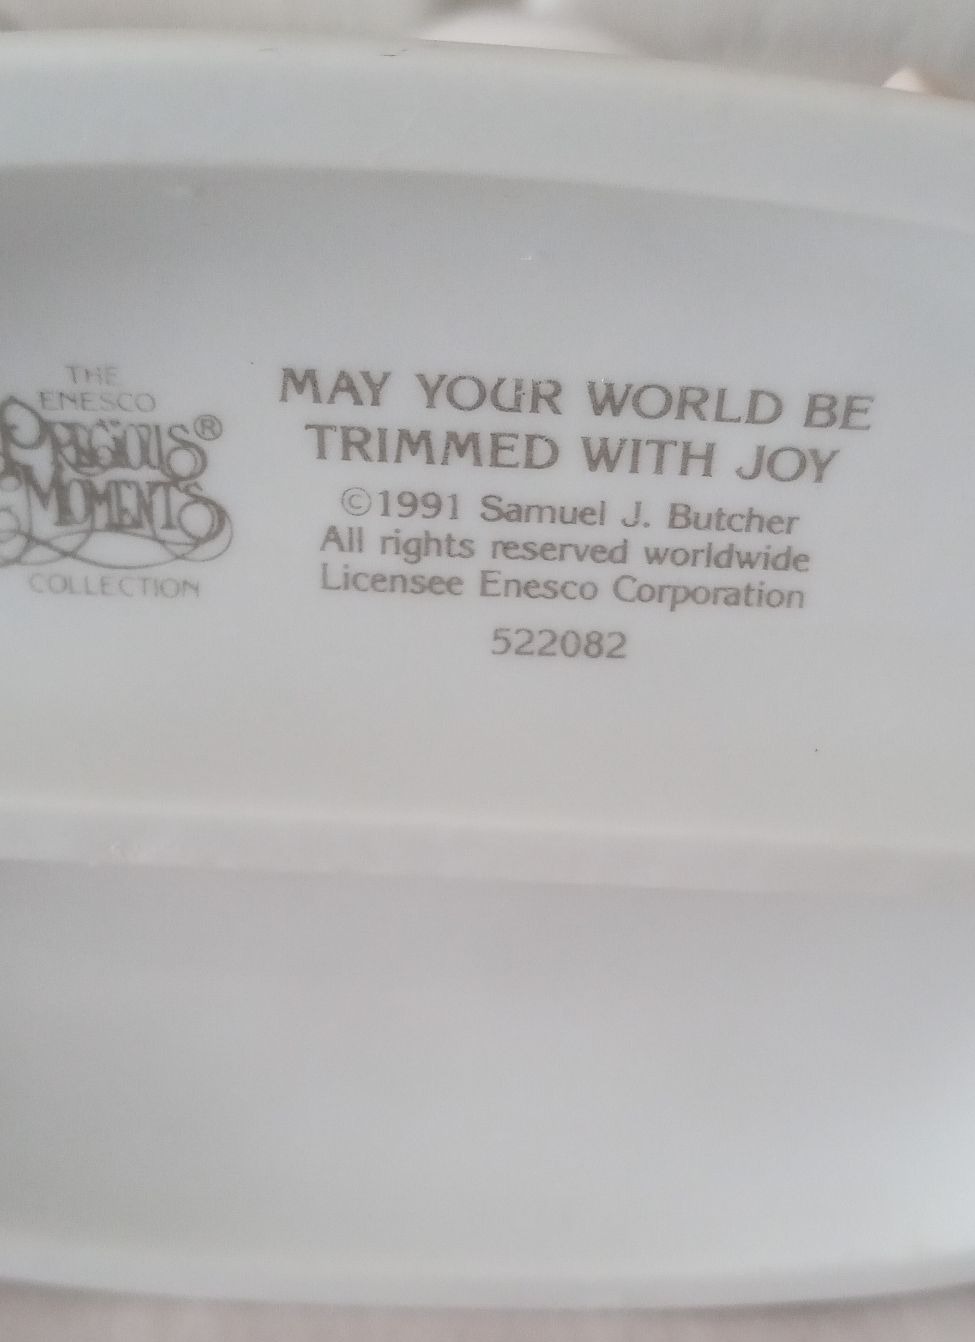 THE
ENESCO
PRECIOUS®
MOMENTS
COLLECTION
MAY YOUR WORLD BE
TRIMMED WITH JOY
©1991 Samuel J. Butcher
All rights reserved worldwide
Licensee Enesco Corporation
522082